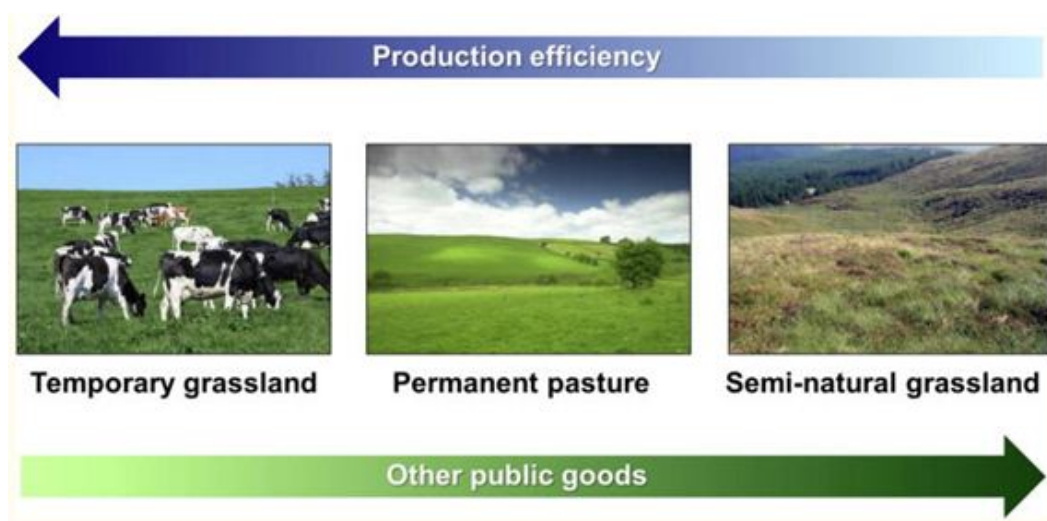 Production efficiency
Temporary grassland
Permanent pasture
Semi-natural grassland
Other public goods